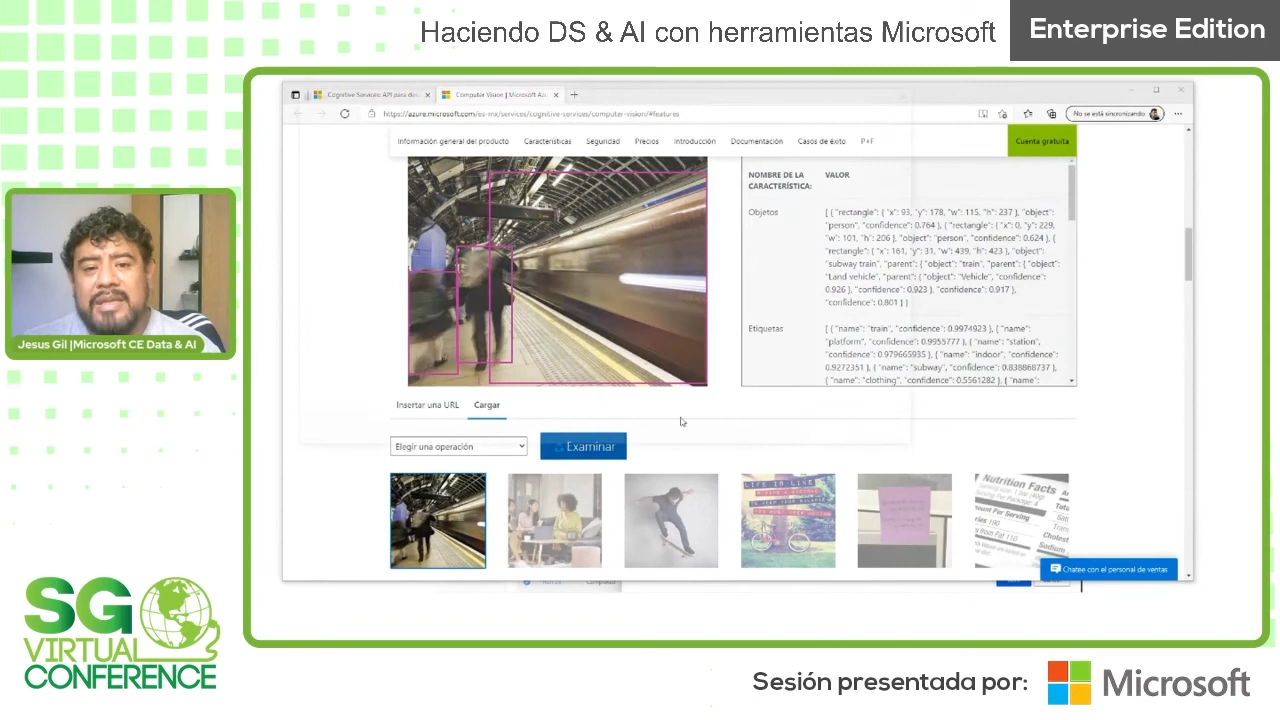 Haciendo DS & AI con herramientas Microsoft
Enterprise Edition
Cognitive Services: API para des
Computer Vision | Microsoft Az
https://azure.microsoft.com/es-mx/services/cognitive-services/computer-vision/#features
No se está sincronizando
Información general del producto Características Seguridad Precios Introducción Documentación Casos de éxito P+F
Cuenta gratuita
NOMBRE DE LA CARACTERÍSTICA:
VALOR
Objetos
[ { "rectangle": { "x": 93, "y": 178, "w": 115, "h": 237 }, "object":
"person", "confidence": 0.764 }, { "rectangle": { "x": 0, "y": 229,
"w": 101, "h": 206 }, "object": "person", "confidence": 0.624 }, {
"rectangle": { "x": 161, "y": 31, "w": 439, "h": 423 }, "object":
"subway train", "parent": { "object": "train", "parent": { "object":
"Land vehicle", "parent": { "object": "Vehicle", "confidence":
0.926 }, "confidence": 0.923 }, "confidence": 0.917 },
"confidence": 0.801 } ]
Etiquetas
[ { "name": "train", "confidence": 0.9974923 }, { "name":
"platform", "confidence": 0.9955777 }, { "name": "station",
"confidence": 0.979665935 }, { "name": "indoor", "confidence":
0.9272351 }, { "name": "subway", "confidence": 0.838868737 },
{ "name": "clothing", "confidence": 0.5561282 }, { "name":
Insertar una URL
Cargar
Elegir una operación
Examinar
LIFE IS LIKE
Nutrition Facts
Amount Per Serving
Chatee con el personal de ventas
Jesus Gil |Microsoft CE Data & AI
SG
VIRTUAL
CONFERENCE
Sesión presentada por:
Microsoft